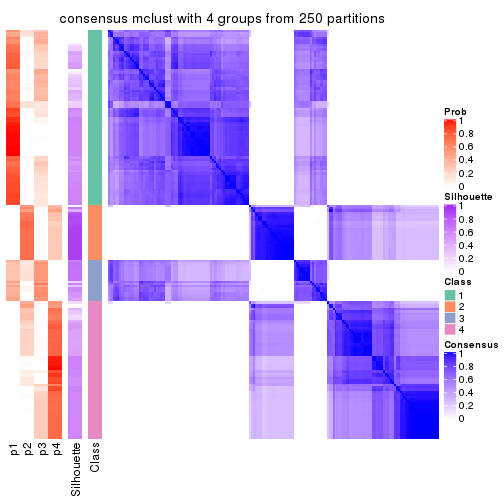 consensus mclust with 4 groups from 250 partitions
Prob
1
0.8
0.6
0.4
0.2
0
Silhouette
1
0.8
0.6
0.4
0.2
0
Class
1
2
3
4
Consensus
1
0.8
0.6
0.4
0.2
0
p1
p2
p3
p4
Silhouette
Class